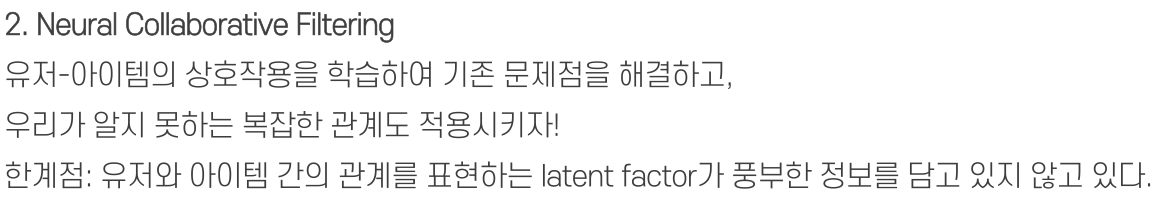 2. Neural Collaborative Filtering
유저-아이템의 상호작용을 학습하여 기존 문제점을 해결하고,
우리가 알지 못하는 복잡한 관계도 적용시키자!
한계점: 유저와 아이템 간의 관계를 표현하는 latent factor가 풍부한 정보를 담고 있지 않고 있다.